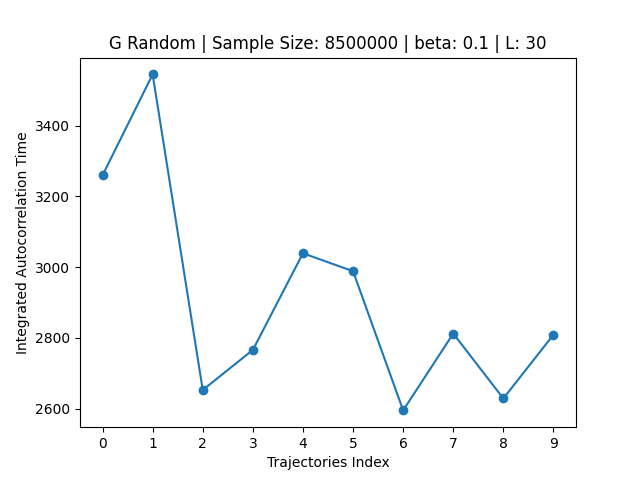 G Random | Sample Size: 8500000 | beta: 0.1 | L: 30
Integrated Autocorrelation Time
3400
3200
3000
2800
2600
0 1 2 3 4 5 6 7 8 9
Trajectories Index